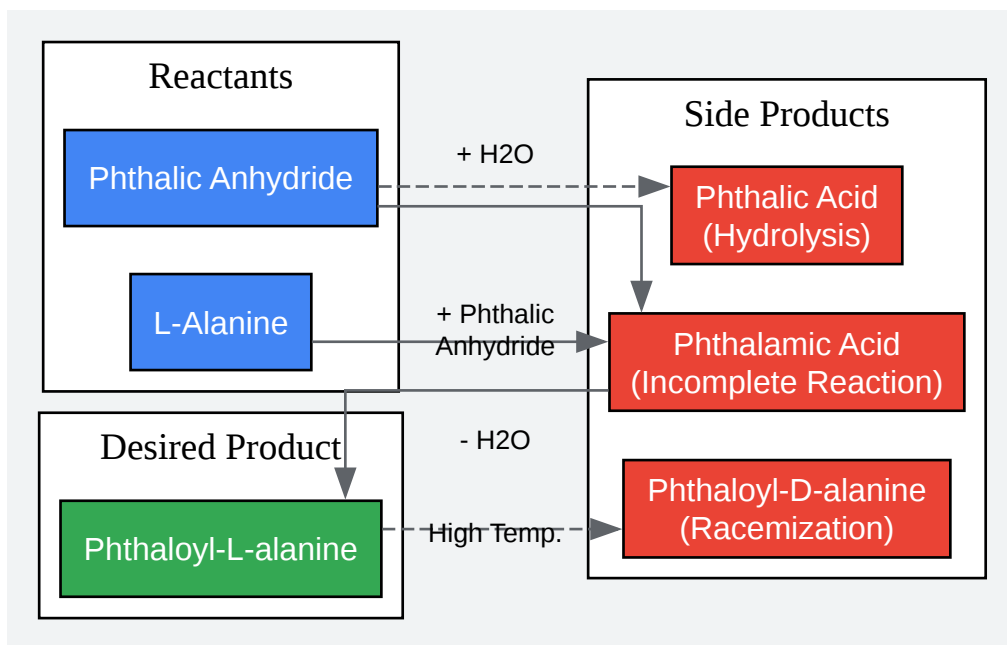 Reactants
Phthalic Anhydride
L-Alanine
+ H2O
+ Phthalic
Anhydride
- H2O
High Temp.
Side Products
Phthalic Acid
(Hydrolysis)
Phthalamic Acid
(Incomplete Reaction)
Phthaloyl-D-alanine
(Racemization)
Desired Product
Phthaloyl-L-alanine